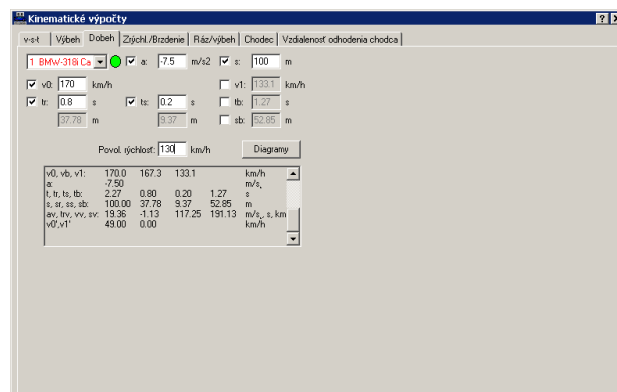 Kinematické výpočty
v-s-t Výbeh Dobeh Zrýchl./Brzdenie Ráz/výbeh Chodec Vzdialenosť odhodenia chodca
1 BMW-318i Ca a: -7.5 m/s2 s: 100 m
v0: 170 km/h v1: 133.1 km/h
tr: 0.8 s ts: 0.2 s tb: 1.27 s
37.78 m 9.37 m sb: 52.85 m
Povol. rýchlosť: 130 km/h Diagramy
v0, vb, v1: 170.0 167.3 133.1 km/h
a: -7.50 m/s˛
t, tr, ts, tb: 2.27 0.80 0.20 1.27 s
s, sr, ss, sb: 100.00 37.78 9.37 52.85 m
av, trv, vv, sv: 19.36 -1.13 117.25 191.13 m/s˛, s, km
v0',v1' 49.00 0.00 km/h